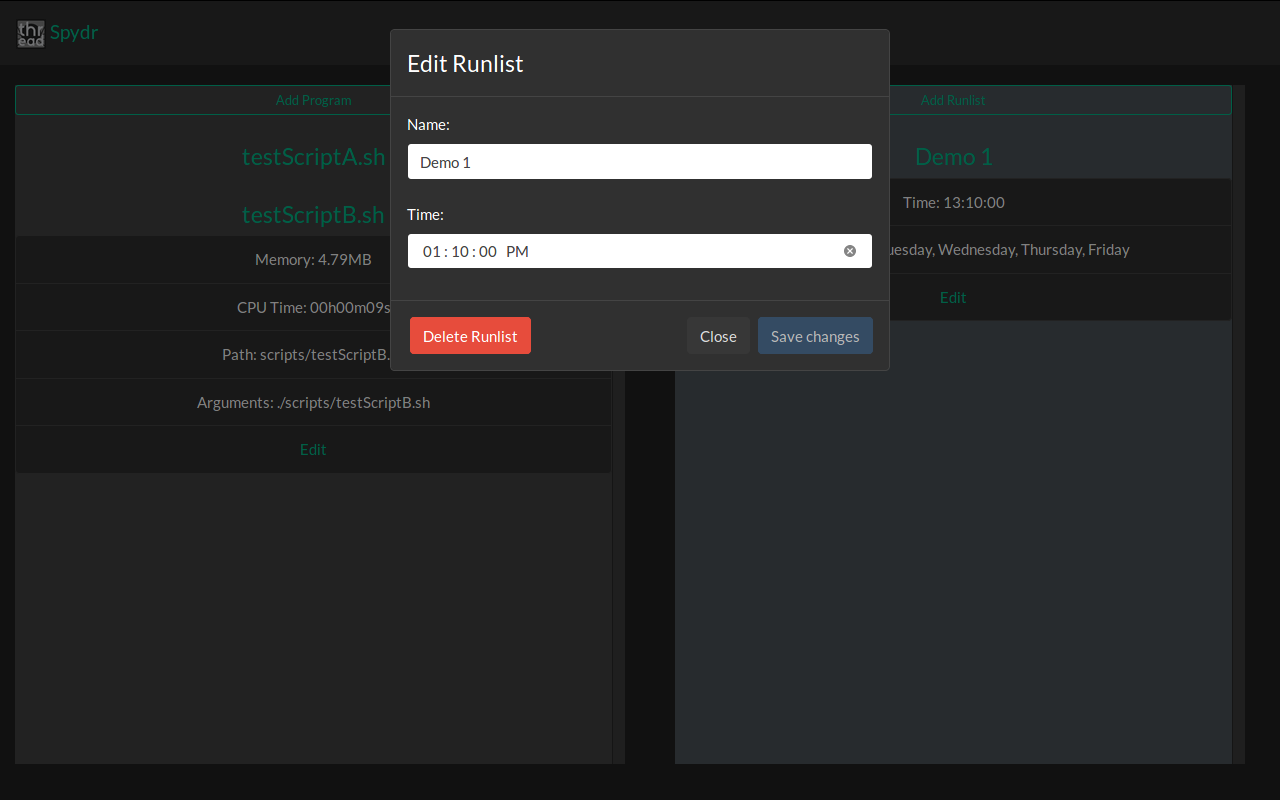 thr
ead
Spydr
Add Program
testScriptA.sh
testScriptB.sh
Memory: 4.79MB
CPU Time: 00h00m09s
Path: scripts/testScriptB.
Arguments: ./scripts/testScriptB.sh
Edit
Edit Runlist
Name:
Demo 1
Time:
01 : 10 : 00 PM
Delete Runlist
Close
Save changes
Add Runlist
Demo 1
Time: 13:10:00
Wednesday, Thursday, Friday
Edit